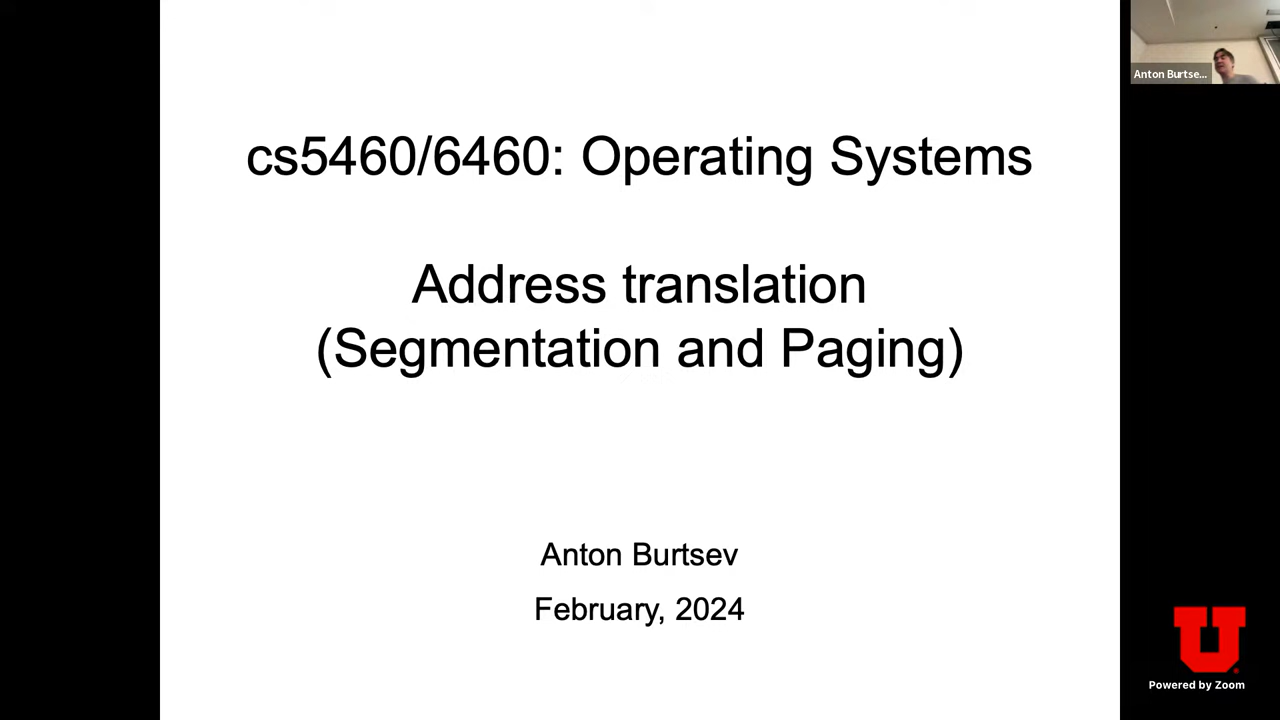 cs5460/6460: Operating Systems
Address translation
(Segmentation and Paging)
Anton Burtsev
February, 2024
Anton Burtse...
U
Powered by Zoom